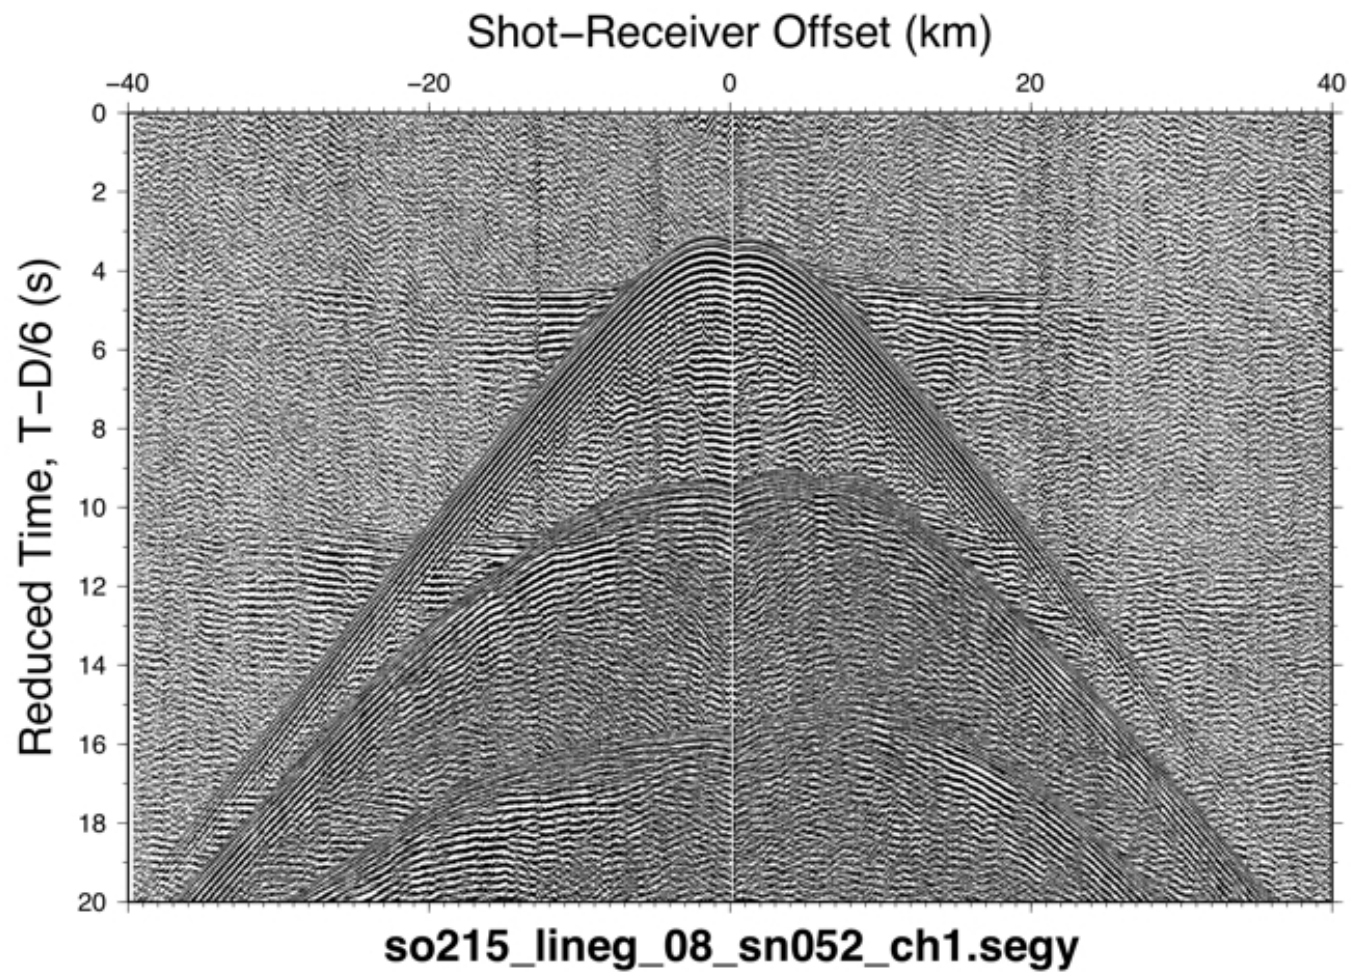 Shot–Receiver Offset (km)
−40 −20 0 20 40
Reduced Time, T−D/6 (s)
0
2
4
6
8
10
12
14
16
18
20
so215_lineg_08_sn052_ch1.segy